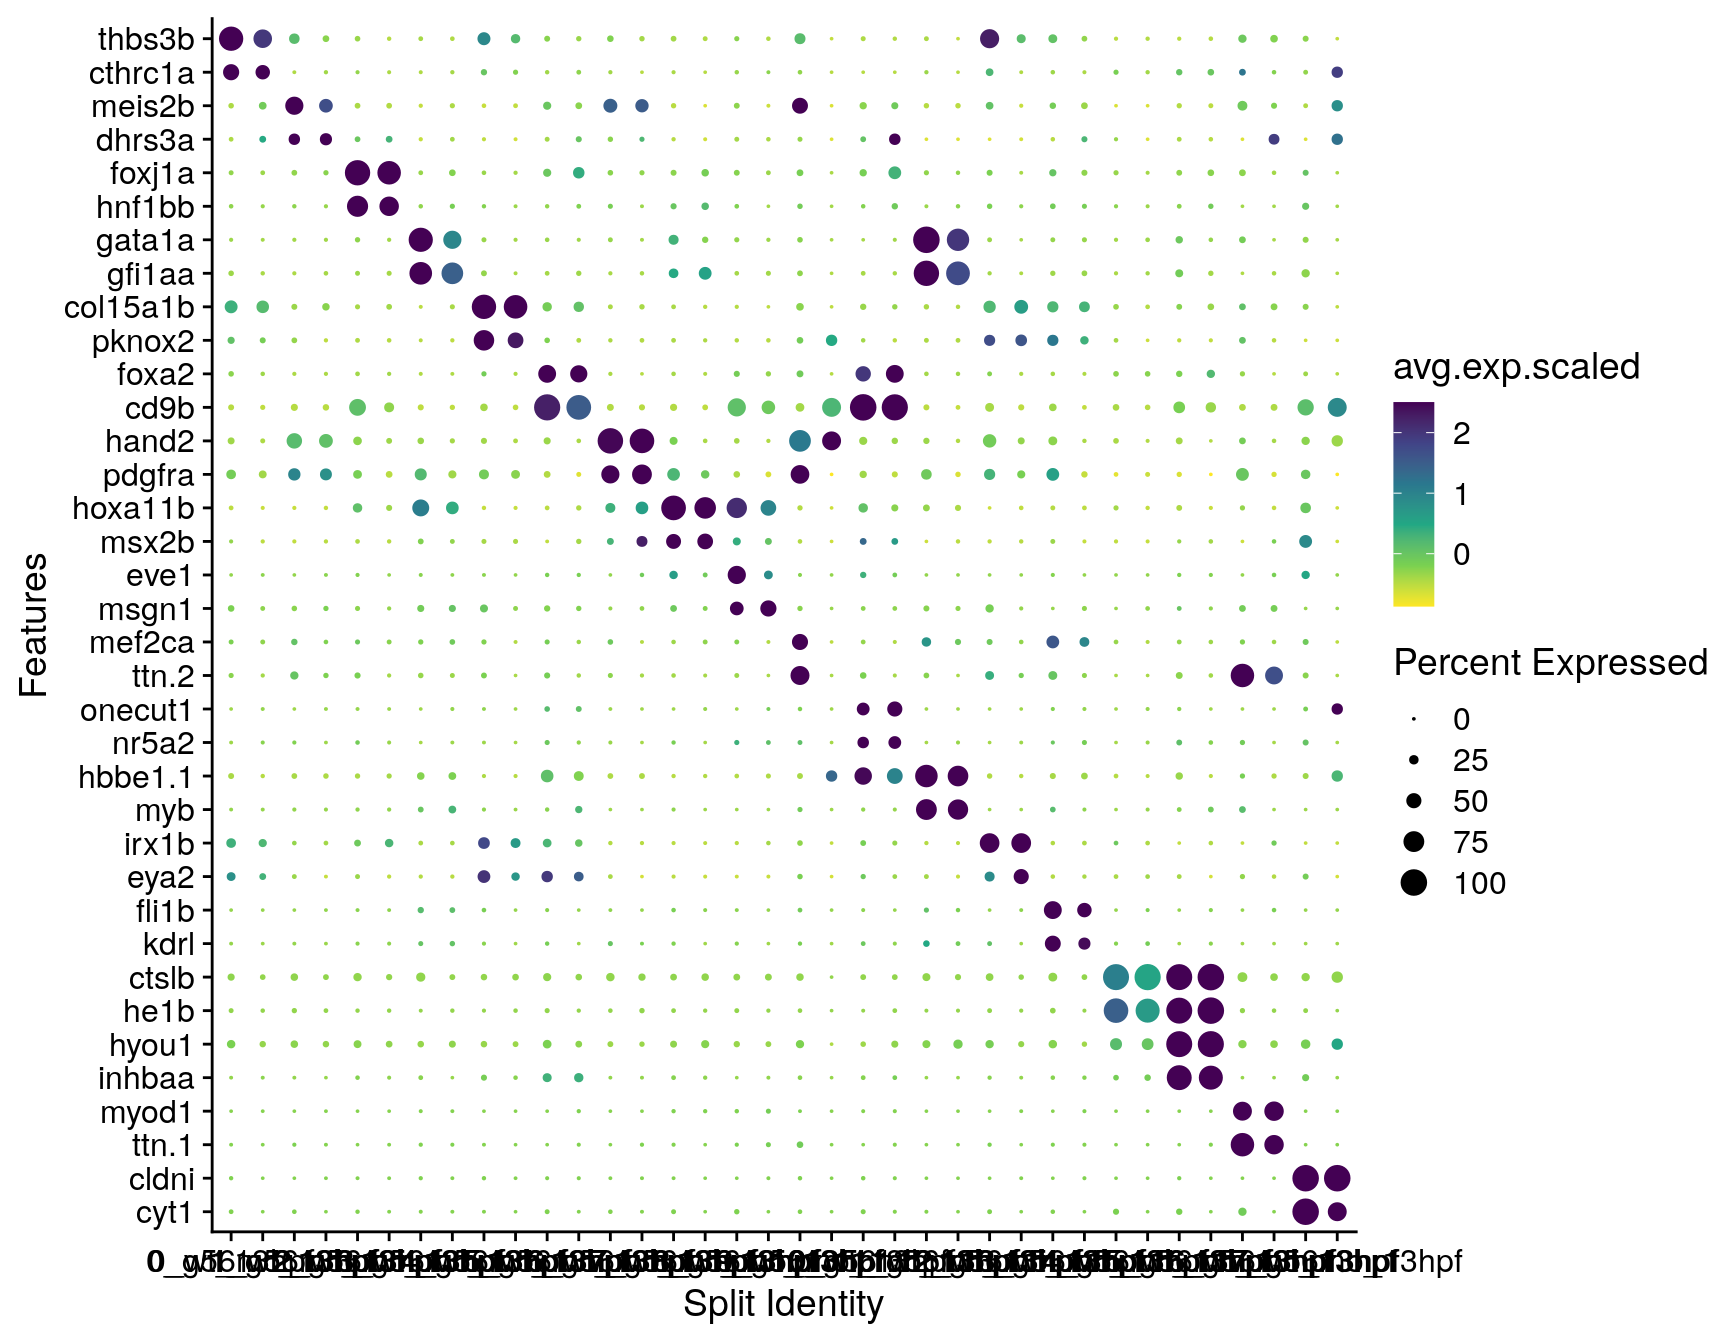 thbs3b
cthrc1a
meis2b
dhrs3a
foxj1a
hnf1bb
gata1a
gfi1aa
col15a1b
pknox2
foxa2
cd9b
hand2
pdgfra
hoxa11b
msx2b
eve1
msgn1
mef2ca
ttn.2
onecut1
nr5a2
hbbe1.1
myb
irx1b
eya2
fli1b
kdrl
ctslb
he1b
hyou1
inhbaa
myod1
ttn.1
cldni
cyt1
Features
Split Identity
avg.exp.scaled
2
1
0
Percent Expressed
0
25
50
75
100